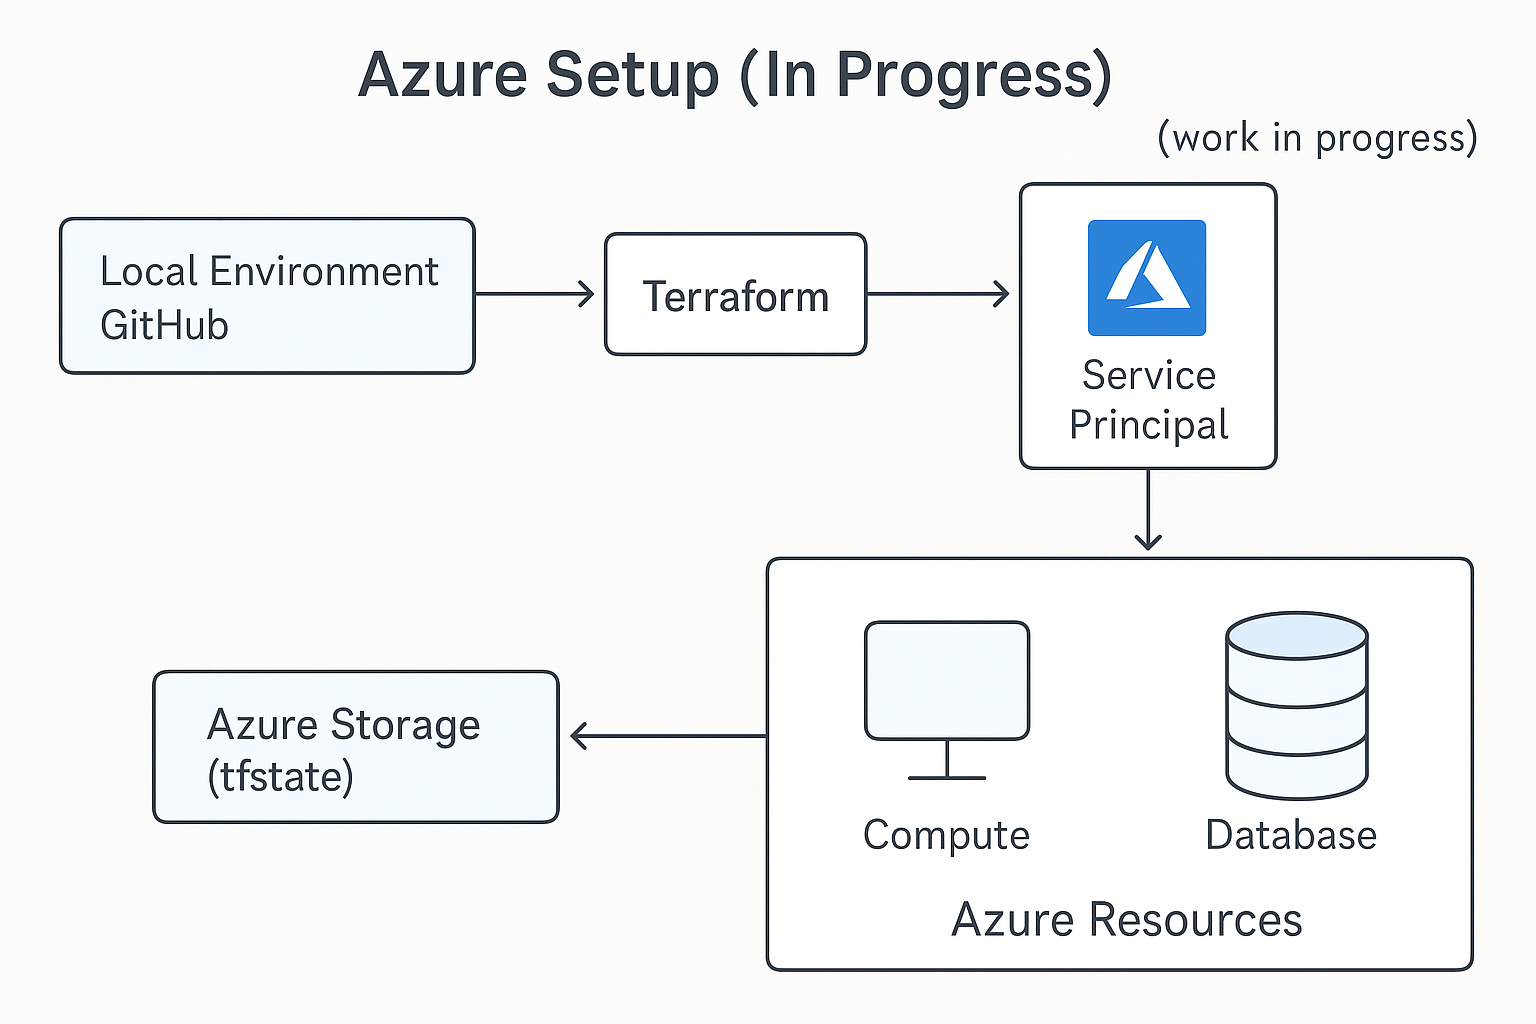 Azure Setup (In Progress)
(work in progress)
Local Environment
GitHub
Terraform
Service
Principal
Azure Storage
(tfstate)
Compute
Database
Azure Resources